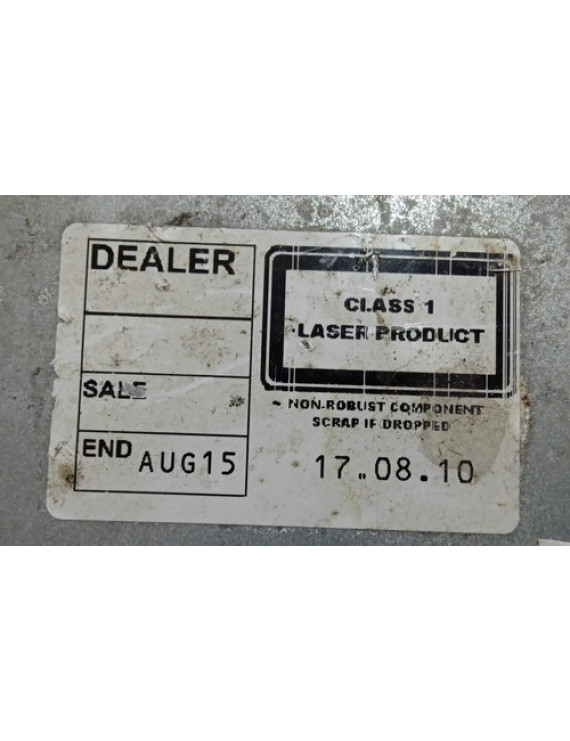 DEALER
SALE
END AUG15
CLASS 1
LASER PRODUCT
NON-ROBUST COMPONENT
SCRAP IF DROPPED
17.08.10